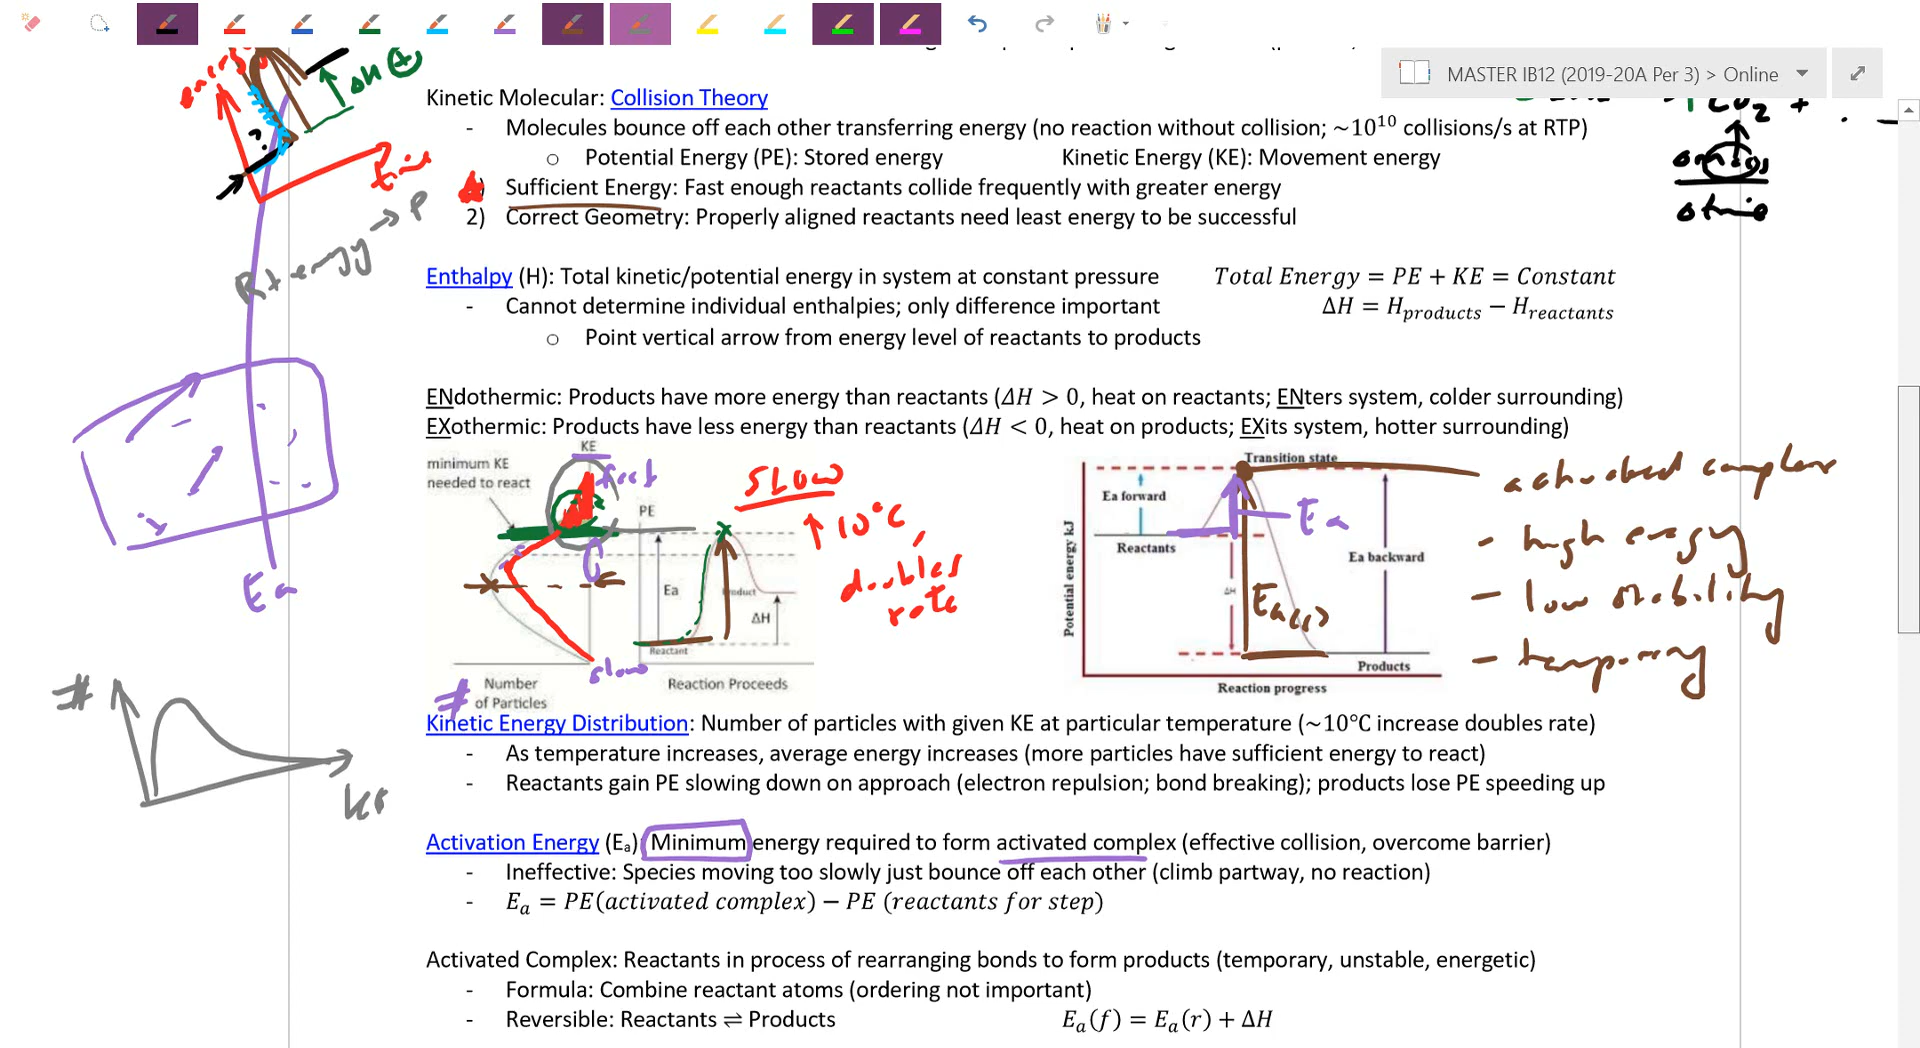 MASTER IB12 (2019-20A Per 3) > Online
energy
ΔH +
time
?
CO₂ +
R + energy → P
Kinetic Molecular: Collision Theory
- Molecules bounce off each other transferring energy (no reaction without collision; ~10¹⁰ collisions/s at RTP)
○ Potential Energy (PE): Stored energy Kinetic Energy (KE): Movement energy
Sufficient Energy: Fast enough reactants collide frequently with greater energy
2) Correct Geometry: Properly aligned reactants need least energy to be successful
Enthalpy (H): Total kinetic/potential energy in system at constant pressure Total Energy = PE + KE = Constant
- Cannot determine individual enthalpies; only difference important ΔH = H_products − H_reactants
○ Point vertical arrow from energy level of reactants to products
ENdothermic: Products have more energy than reactants (ΔH > 0, heat on reactants; ENters system, colder surrounding)
EXothermic: Products have less energy than reactants (ΔH < 0, heat on products; EXits system, hotter surrounding)
KE
minimum KE
needed to react
fast
PE
Ea
Product
ΔH
Reactant
slow
Number
of Particles
#
Reaction Proceeds
SLOW
↑ 10°C,
doubles
rate
Transition state
Ea forward
Reactants
Ea
Ea backward
ΔH
Ea(r)
Products
Potential energy kJ
Reaction progress
activated complex
- high energy
- low stability
- temporary
Ea
#
KE
Kinetic Energy Distribution: Number of particles with given KE at particular temperature (~10°C increase doubles rate)
- As temperature increases, average energy increases (more particles have sufficient energy to react)
- Reactants gain PE slowing down on approach (electron repulsion; bond breaking); products lose PE speeding up
Activation Energy (Eₐ) Minimum energy required to form activated complex (effective collision, overcome barrier)
- Ineffective: Species moving too slowly just bounce off each other (climb partway, no reaction)
- Eₐ = PE(activated complex) − PE (reactants for step)
Activated Complex: Reactants in process of rearranging bonds to form products (temporary, unstable, energetic)
- Formula: Combine reactant atoms (ordering not important)
- Reversible: Reactants ⇌ Products Eₐ(f) = Eₐ(r) + ΔH